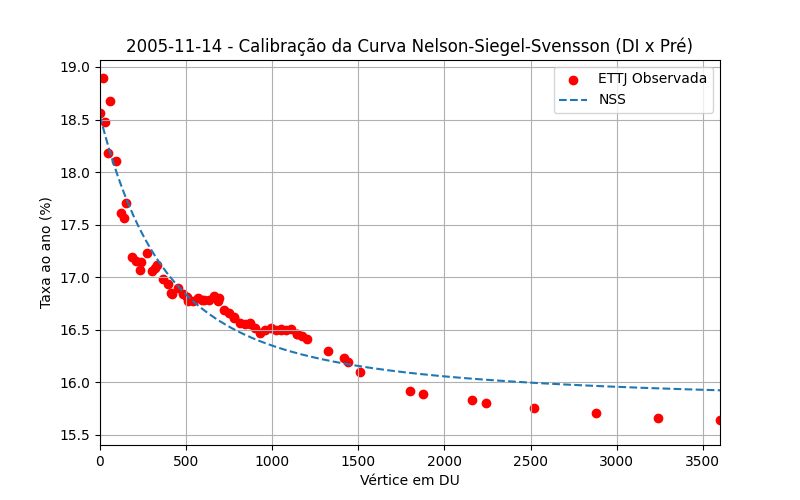 2005-11-14 - Calibração da Curva Nelson-Siegel-Svensson (DI x Pré)
ETTJ Observada
NSS
Taxa ao ano (%)
19.0
18.5
18.0
17.5
17.0
16.5
16.0
15.5
0 500 1000 1500 2000 2500 3000 3500
Vértice em DU